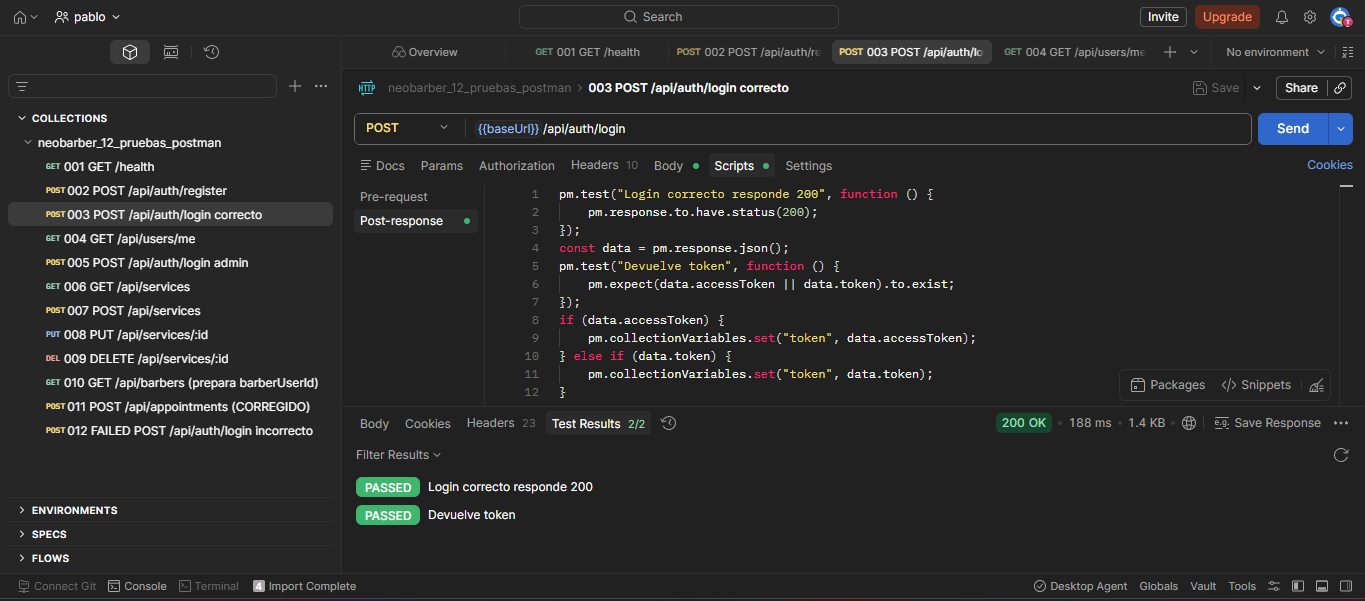 pablo
Search
Invite
Upgrade
Overview
GET 001 GET /health
POST 002 POST /api/auth/re
POST 003 POST /api/auth/lo
GET 004 GET /api/users/me
No environment
neobarber_12_pruebas_postman > 003 POST /api/auth/login correcto
Save
Share
COLLECTIONS
neobarber_12_pruebas_postman
GET 001 GET /health
POST 002 POST /api/auth/register
POST 003 POST /api/auth/login correcto
GET 004 GET /api/users/me
POST 005 POST /api/auth/login admin
GET 006 GET /api/services
POST 007 POST /api/services
PUT 008 PUT /api/services/:id
DEL 009 DELETE /api/services/:id
GET 010 GET /api/barbers (prepara barberUserId)
POST 011 POST /api/appointments (CORREGIDO)
POST 012 FAILED POST /api/auth/login incorrecto
ENVIRONMENTS
SPECS
FLOWS
POST
{{baseUrl}} /api/auth/login
Send
Docs
Params
Authorization
Headers 10
Body
Scripts
Settings
Cookies
Pre-request
Post-response
1 pm.test("Login correcto responde 200", function () {
2 pm.response.to.have.status(200);
3 });
4 const data = pm.response.json();
5 pm.test("Devuelve token", function () {
6 pm.expect(data.accessToken || data.token).to.exist;
7 });
8 if (data.accessToken) {
9 pm.collectionVariables.set("token", data.accessToken);
10 } else if (data.token) {
11 pm.collectionVariables.set("token", data.token);
12 }
Packages
Snippets
Body
Cookies
Headers 23
Test Results 2/2
200 OK
188 ms
1.4 KB
e.g. Save Response
Filter Results
PASSED Login correcto responde 200
PASSED Devuelve token
Connect Git
Console
Terminal
4 Import Complete
Desktop Agent
Globals
Vault
Tools